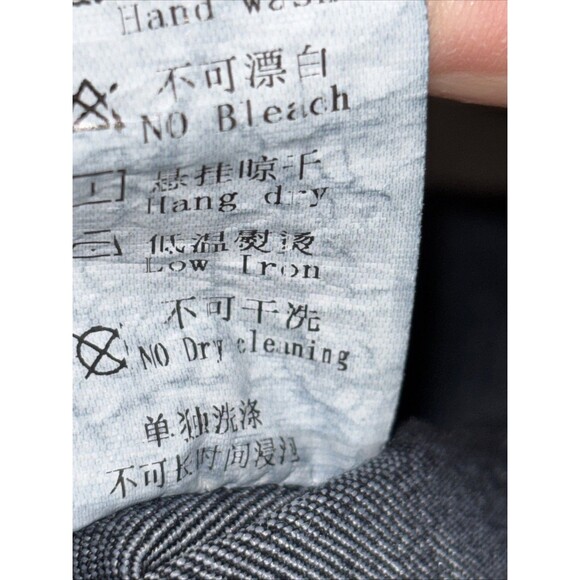 Hand wash
不可漂白
NO Bleach
悬挂晾干
Hang dry
低温熨烫
Low Iron
不可干洗
NO Dry cleaning
单独洗涤
不可长时间浸泡